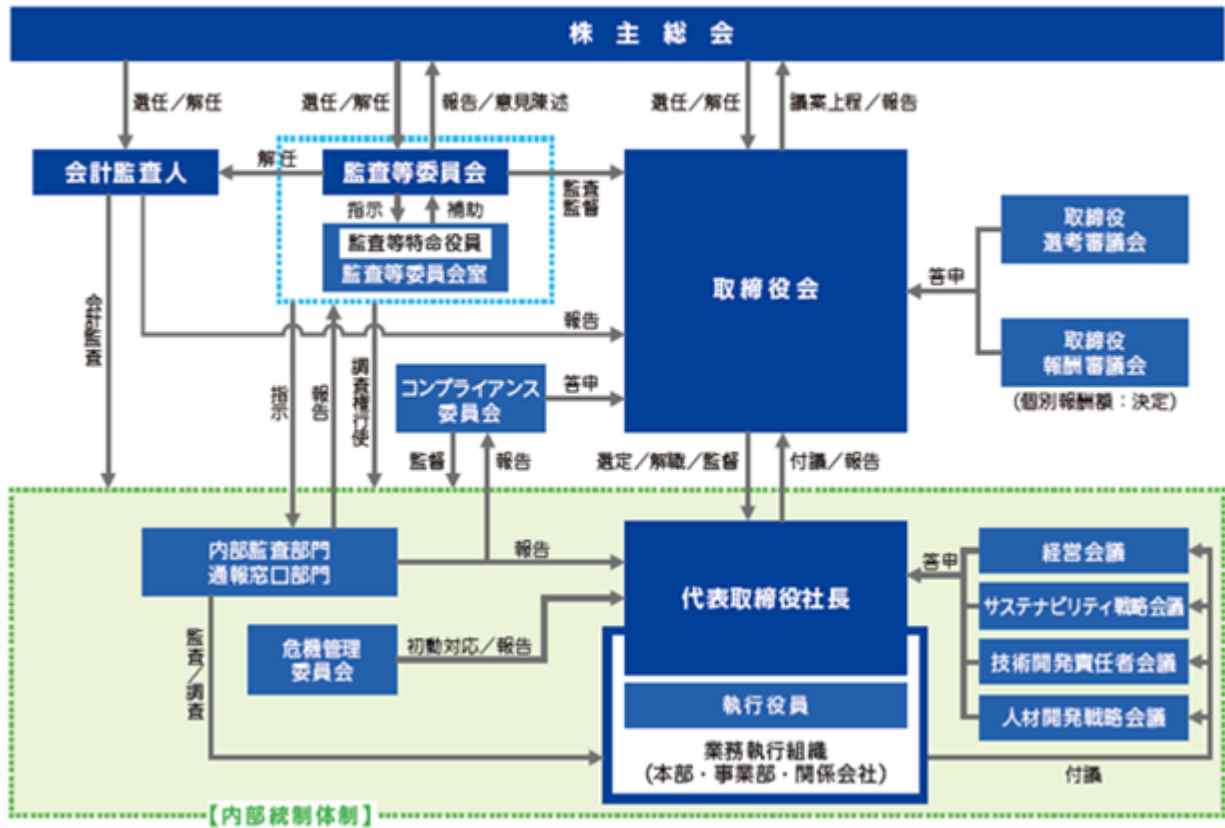 株主総会
選任／解任
選任／解任
報告／意見陳述
選任／解任
議案上程／報告
会計監査人
解任
監査等委員会
監査
監督
指示
補助
監査等特命役員
監査等委員会室
取締役会
取締役
選考審議会
答申
取締役
報酬審議会
(個別報酬額：決定)
報告
会計監査
指示
報告
調査権行使
コンプライアンス
委員会
答申
監督
報告
選定／解職／監督
付議／報告
内部監査部門
通報窓口部門
報告
代表取締役社長
答申
経営会議
サステナビリティ戦略会議
技術開発責任者会議
人材開発戦略会議
危機管理
委員会
初動対応／報告
監査／調査
執行役員
業務執行組織
(本部・事業部・関係会社)
付議
【内部統制体制】